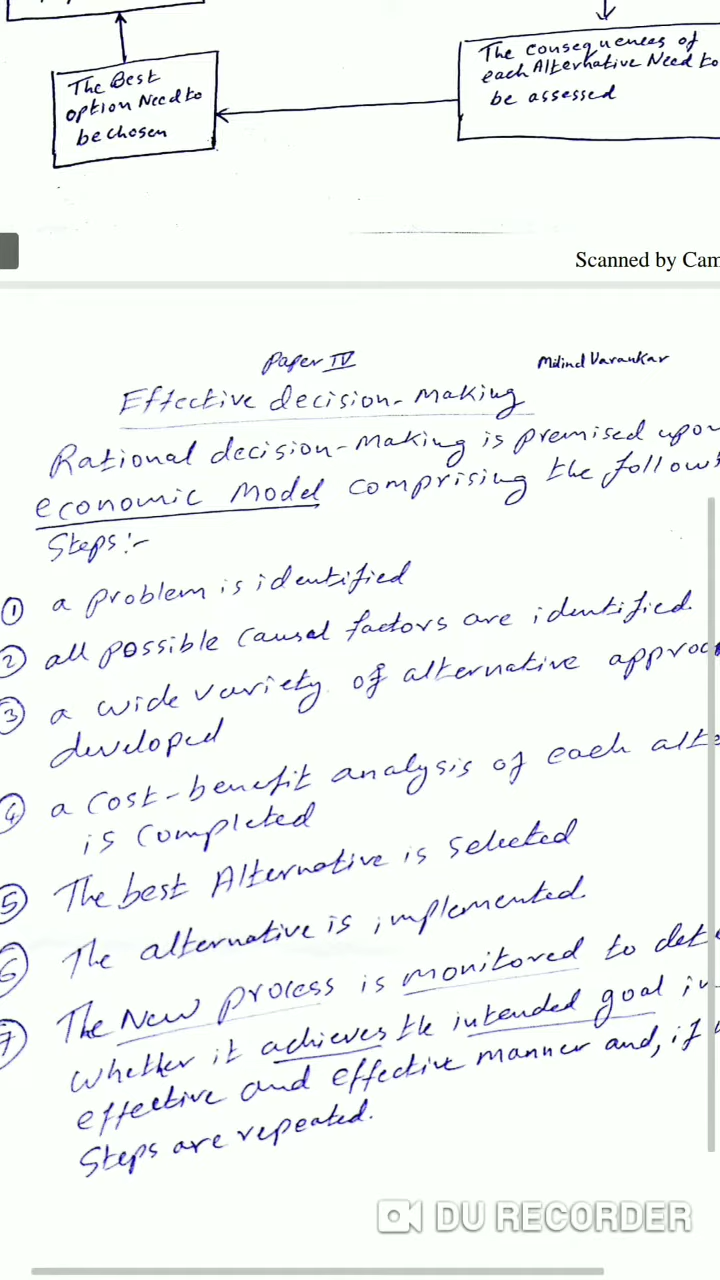 The Best
option Need to
be chosen
The consequences of
each Alternative Need to
be assessed
Scanned by Cam
Paper IV
Milind Varankar
Effective decision-making
Rational decision-making is premised upon
economic model comprising the follow
Steps:-
① a problem is identified
② all possible causal factors are identified.
③ a wide variety of alternative approac
developed
④ a cost-benefit analysis of each alte
is completed
⑤ The best Alternative is selected
⑥ The alternative is implemented.
⑦ The New process is monitored to det
whether it achieves the intended goal in
effective and effective manner and, if
Steps are repeated.
DU RECORDER